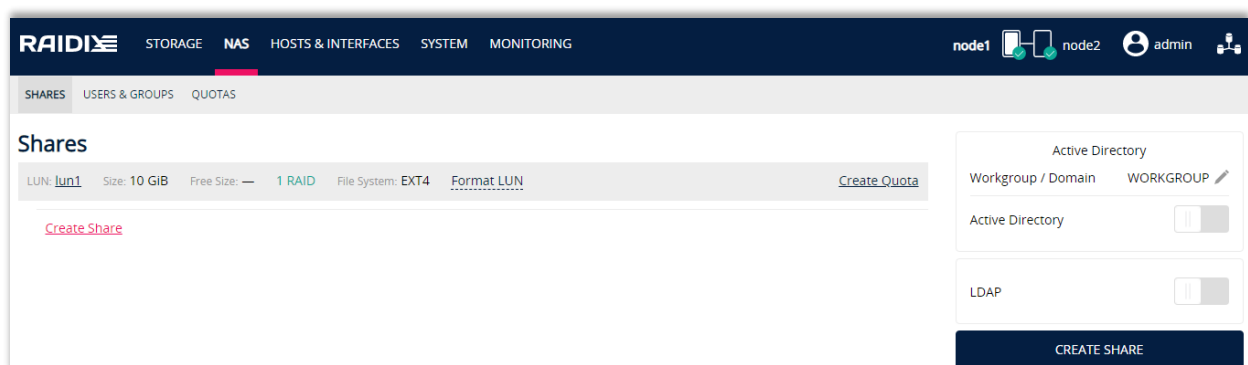 RAIDIX STORAGE NAS HOSTS & INTERFACES SYSTEM MONITORING node1 node2 admin
SHARES USERS & GROUPS QUOTAS
Shares
LUN: lun1 Size: 10 GiB Free Size: — 1 RAID File System: EXT4 Format LUN Create Quota
Create Share
Active Directory
Workgroup / Domain WORKGROUP
Active Directory
LDAP
CREATE SHARE